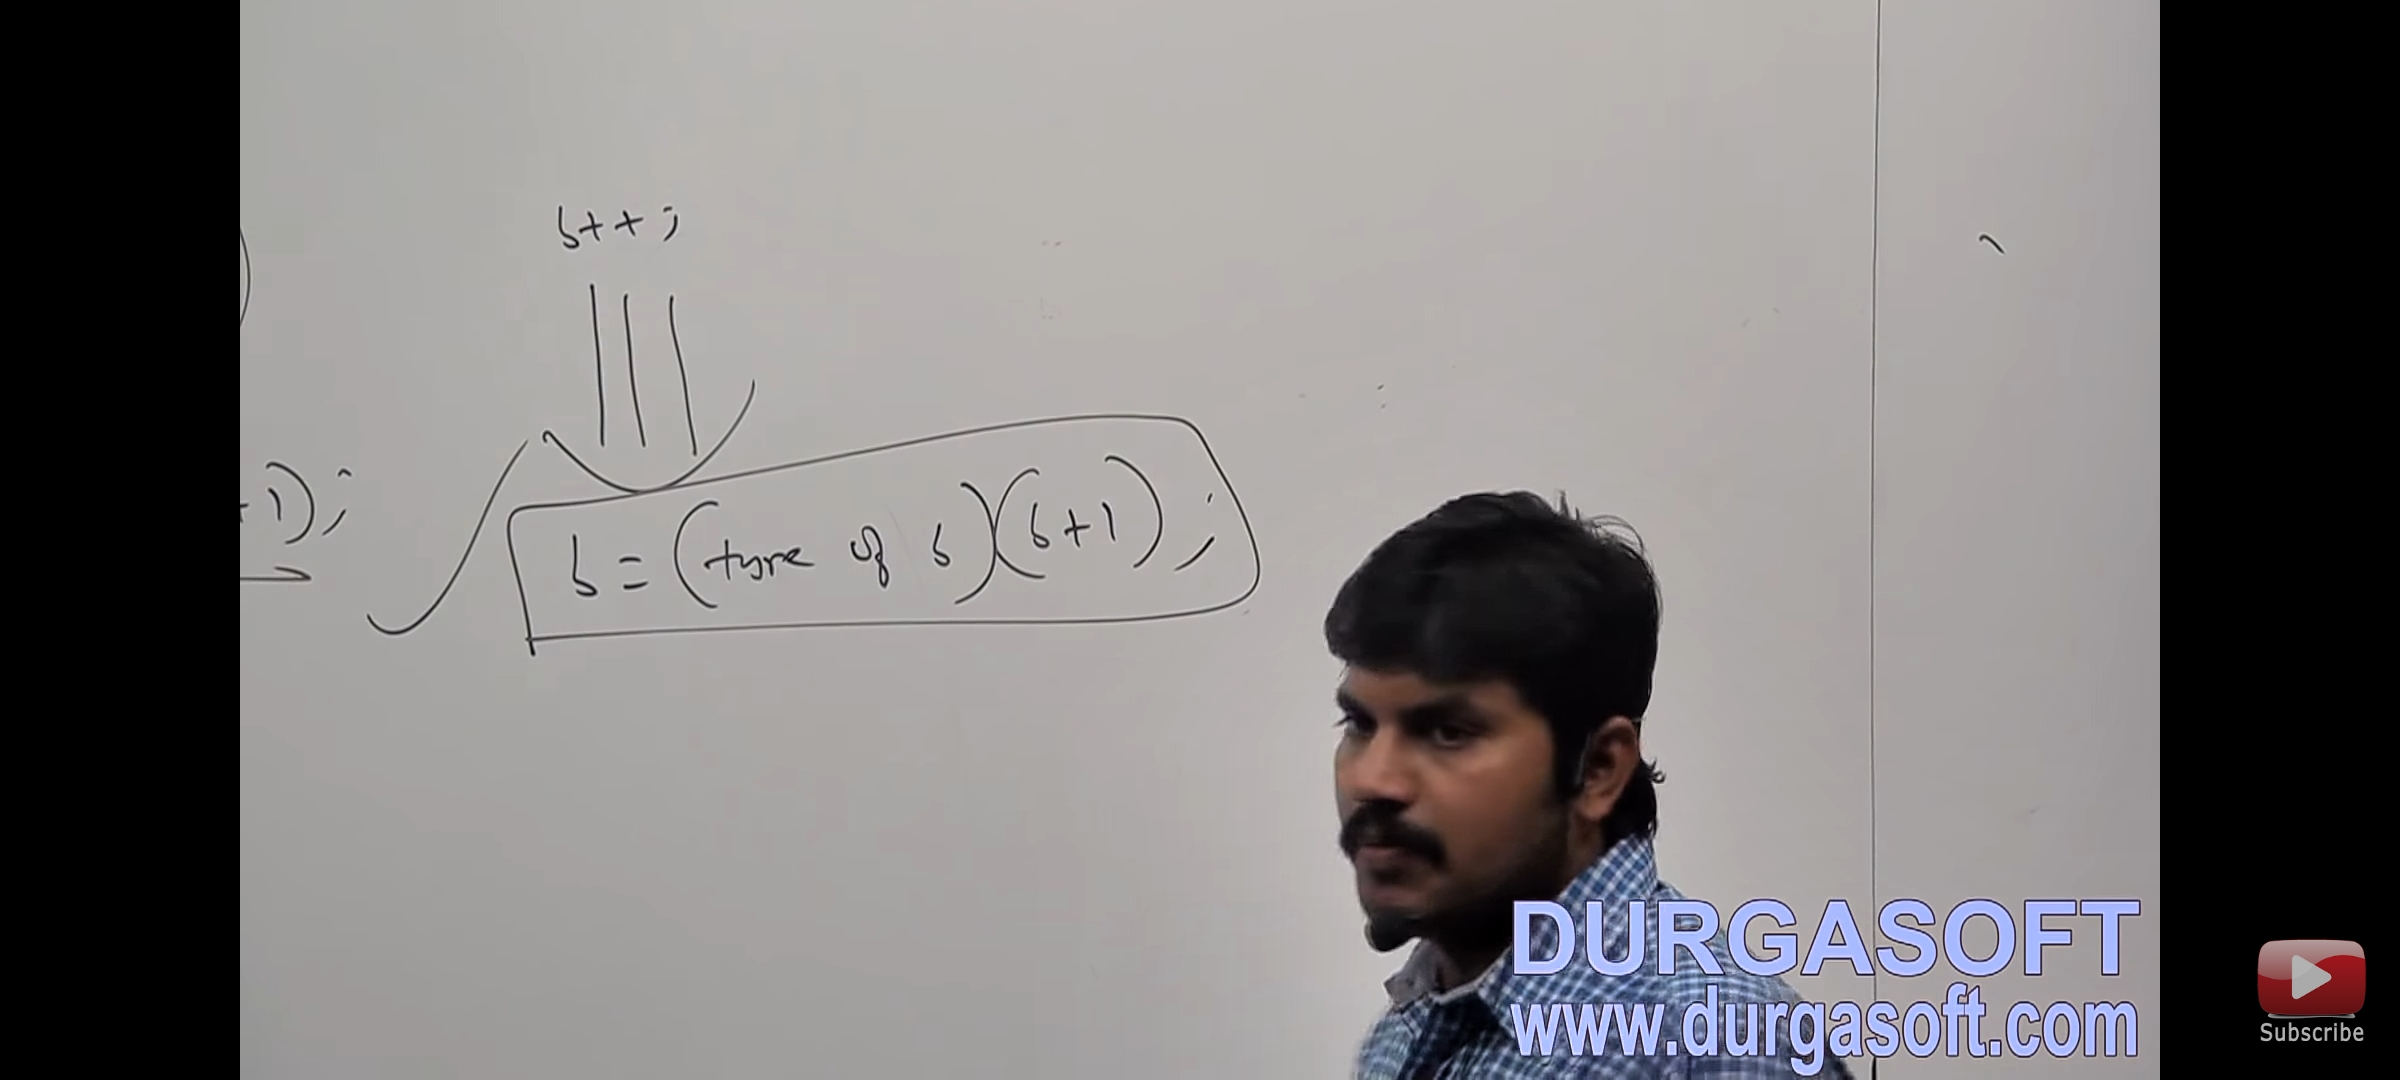 b++;
+1);
b = (type of b)(b+1);
DURGASOFT
www.durgasoft.com
Subscribe